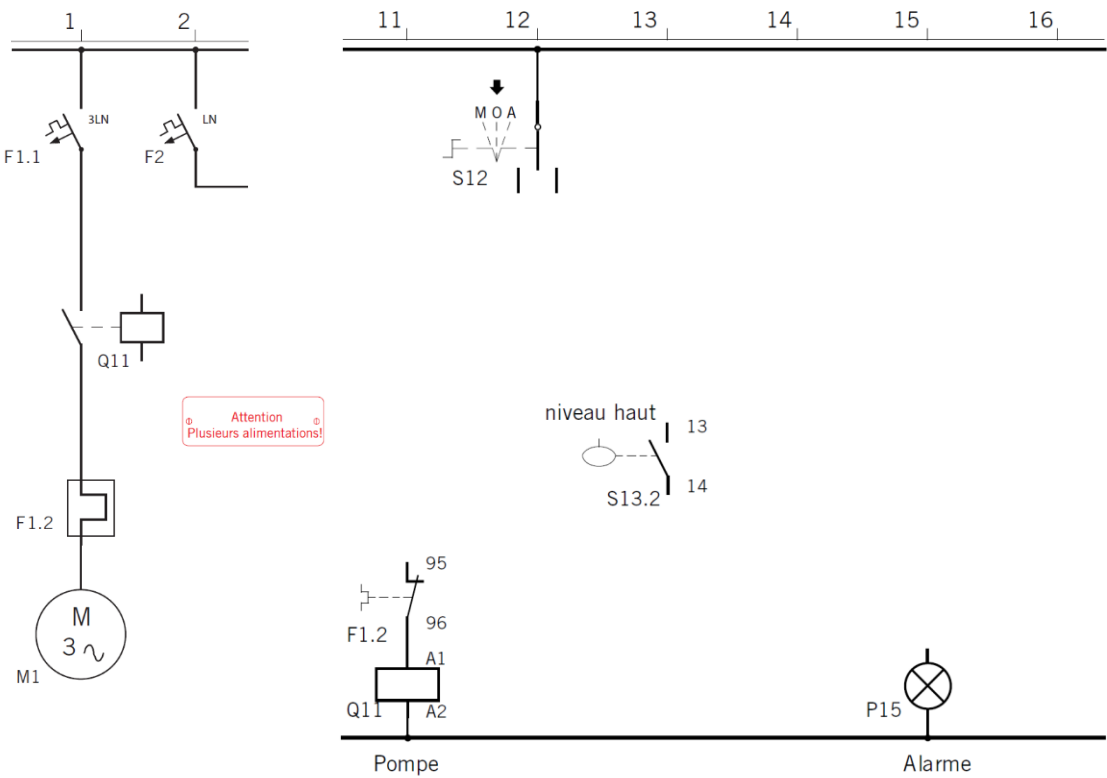 1 2 11 12 13 14 15 16
3LN LN
M O A
F1.1 F2
S12
Q11
Attention
Plusieurs alimentations!
niveau haut
13
14
S13.2
F1.2
95
96
F1.2
M
3
M1
A1
Q11 A2
P15
Pompe Alarme